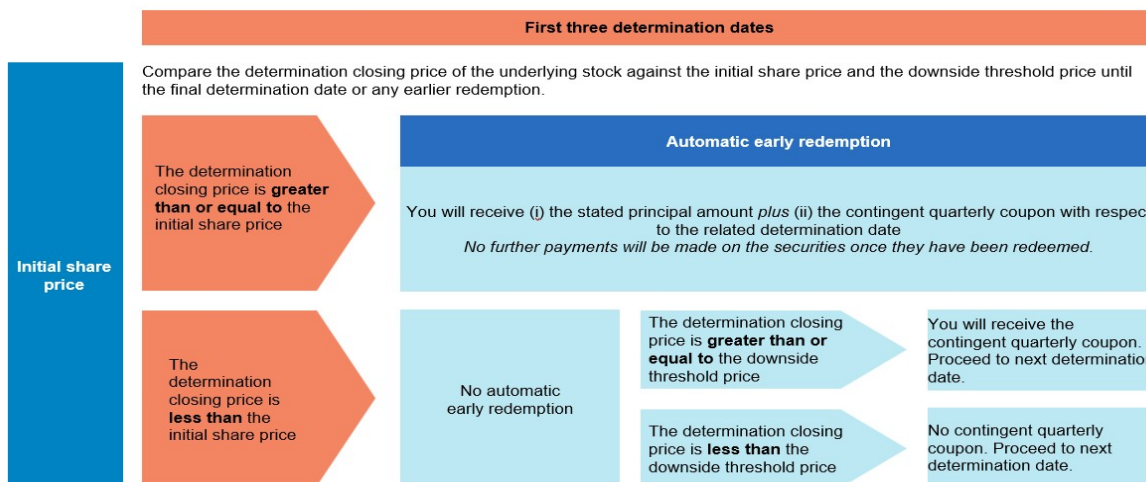 First three determination dates
Compare the determination closing price of the underlying stock against the initial share price and the downside threshold price until
the final determination date or any earlier redemption.
Initial share
price
The determination
closing price is greater
than or equal to the
initial share price
Automatic early redemption
You will receive (i) the stated principal amount plus (ii) the contingent quarterly coupon with respec
to the related determination date
No further payments will be made on the securities once they have been redeemed.
The
determination
closing price is
less than the
initial share price
No automatic
early redemption
The determination closing
price is greater than or
equal to the downside
threshold price
You will receive the
contingent quarterly coupon.
Proceed to next determinatio
date.
The determination closing
price is less than the
downside threshold price
No contingent quarterly
coupon. Proceed to next
determination date.